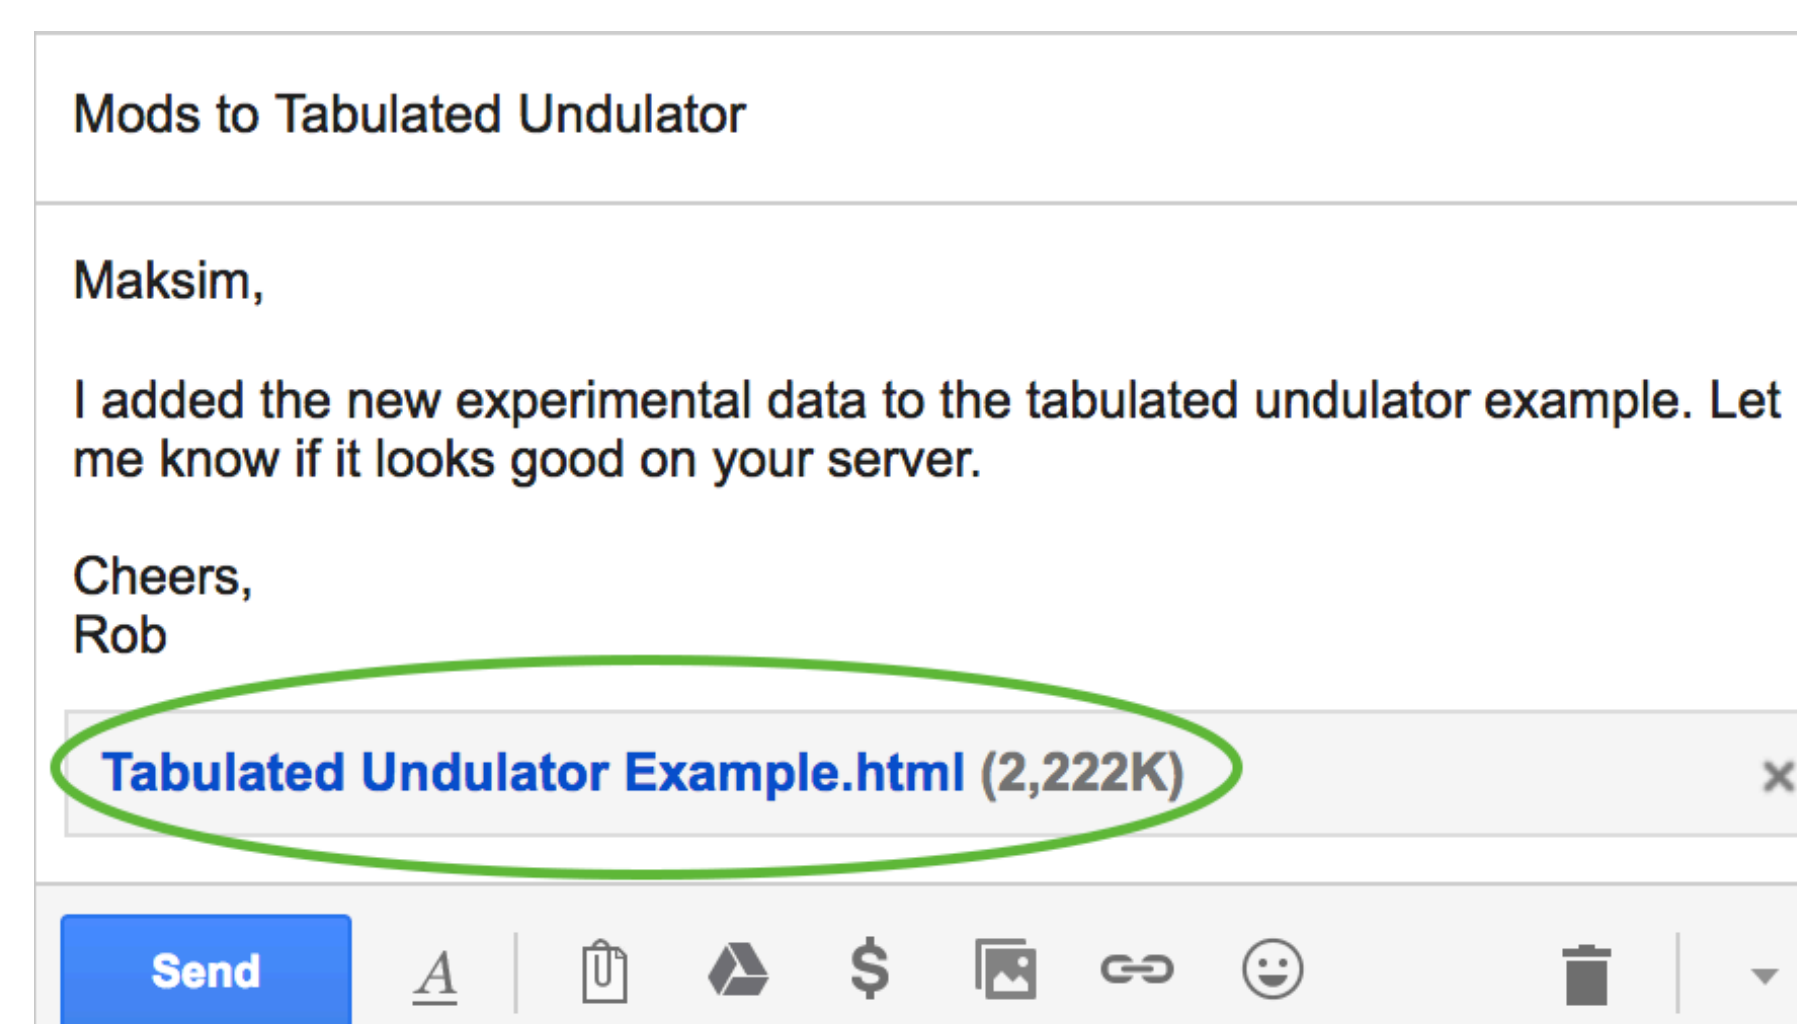 Mods to Tabulated Undulator
Maksim,
I added the new experimental data to the tabulated undulator example. Let
me know if it looks good on your server.
Cheers,
Rob
Tabulated Undulator Example.html (2,222K)
Send